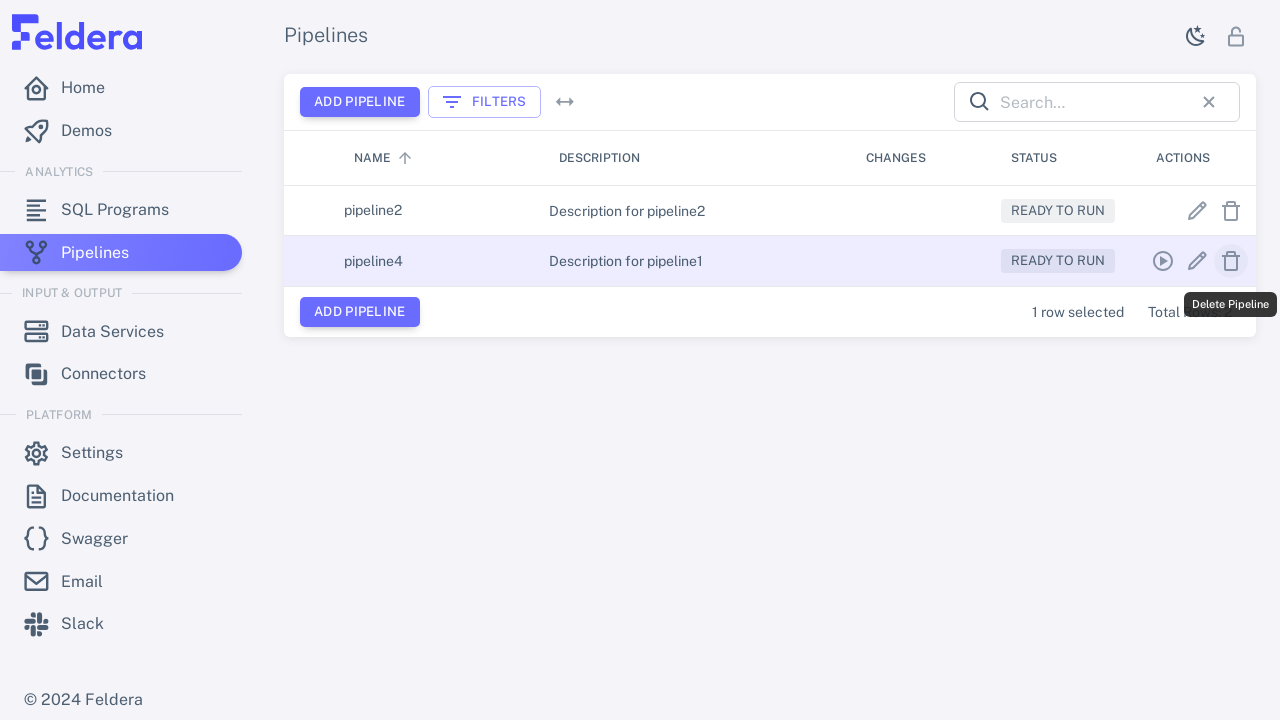 Feldera
Pipelines
Home
Demos
ANALYTICS
SQL Programs
Pipelines
INPUT & OUTPUT
Data Services
Connectors
PLATFORM
Settings
Documentation
Swagger
Email
Slack
© 2024 Feldera
ADD PIPELINE
FILTERS
Search...
NAME DESCRIPTION CHANGES STATUS ACTIONS
pipeline2 Description for pipeline2 READY TO RUN
pipeline4 Description for pipeline1 READY TO RUN
Delete Pipeline
ADD PIPELINE 1 row selected Total Rows: 2